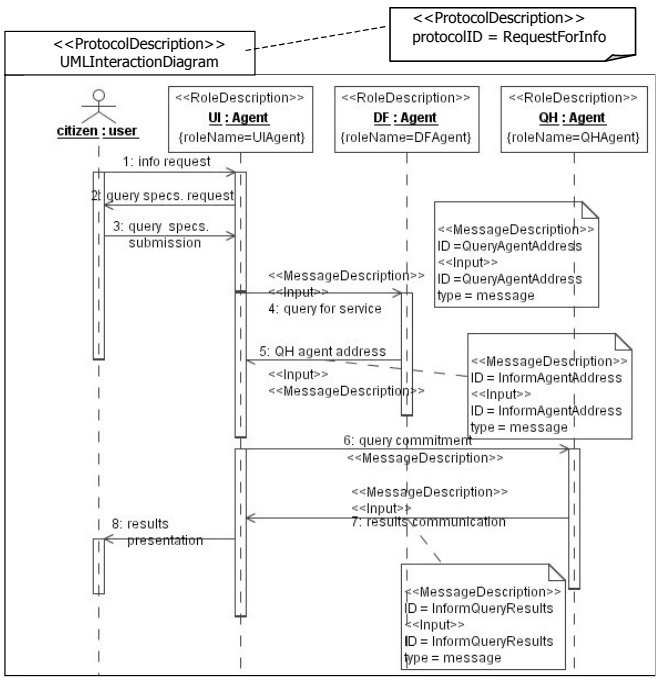 <<ProtocolDescription>>
protocolID = RequestForInfo
<<ProtocolDescription>>
UMLInteractionDiagram
<<RoleDescription>>
UI : Agent
{roleName=UIAgent}
<<RoleDescription>>
DF : Agent
{roleName=DFAgent}
<<RoleDescription>>
QH : Agent
{roleName=QHAgent}
citizen : user
1: info request
2: query specs. request
3: query specs.
submission
<<MessageDescription>>
ID =QueryAgentAddress
<<Input>>
ID =QueryAgentAddress
type = message
<<MessageDescription>>
<<Input>>
4: query for service
5: QH agent address
<<Input>>
<<MessageDescription>>
<<MessageDescription>>
ID = InformAgentAddress
<<Input>>
ID = InformAgentAddress
type = message
6: query commitment
<<MessageDescription>>
<<MessageDescription>>
<<Input>>
7: results communication
8: results
presentation
<<MessageDescription>>
ID = InformQueryResults
<<Input>>
ID = InformQueryResults
type = message